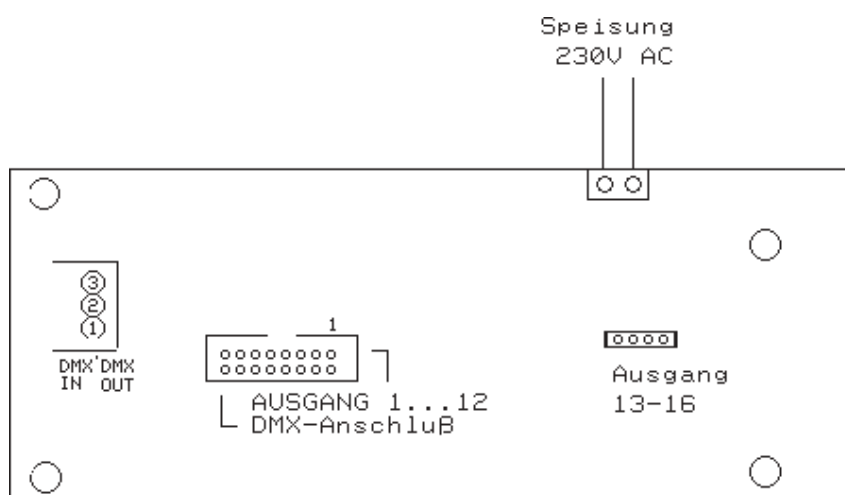 Speisung
230V AC
3
2
1
DMX'DMX
IN OUT
1
AUSGANG 1...12
DMX-Anschluß
Ausgang
13-16